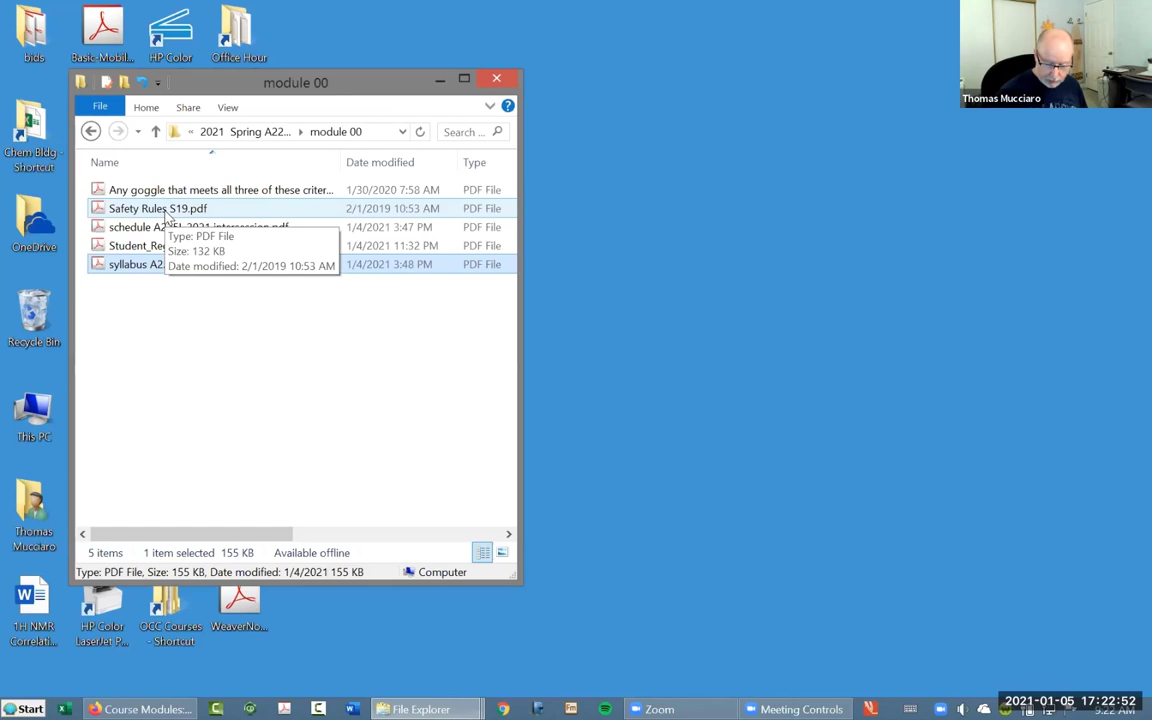 bids
Basic-Mobil...
HP Color
Office Hour
Thomas Mucciaro
module 00
File
Home
Share
View
« 2021 Spring A22... module 00
Search ...
Name
Date modified
Type
Any goggle that meets all three of these criter...
1/30/2020 7:58 AM
PDF File
Safety Rules S19.pdf
2/1/2019 10:53 AM
PDF File
1/4/2021 3:47 PM
PDF File
Student_Re
1/4/2021 11:32 PM
PDF File
syllabus
1/4/2021 3:48 PM
PDF File
Type: PDF File
Size: 132 KB
Date modified: 2/1/2019 10:53 AM
Chem Bldg -
Shortcut
OneDrive
Recycle Bin
This PC
Thomas
Mucciaro
5 items
1 item selected 155 KB
Available offline
Type: PDF File, Size: 155 KB, Date modified: 1/4/2021 155 KB
Computer
1H NMR
Correlati...
HP Color
LaserJet P...
OCC Courses
- Shortcut
WeaverNo...
Start
Course Modules:...
File Explorer
Zoom
Meeting Controls
2021-01-05 17:22:52